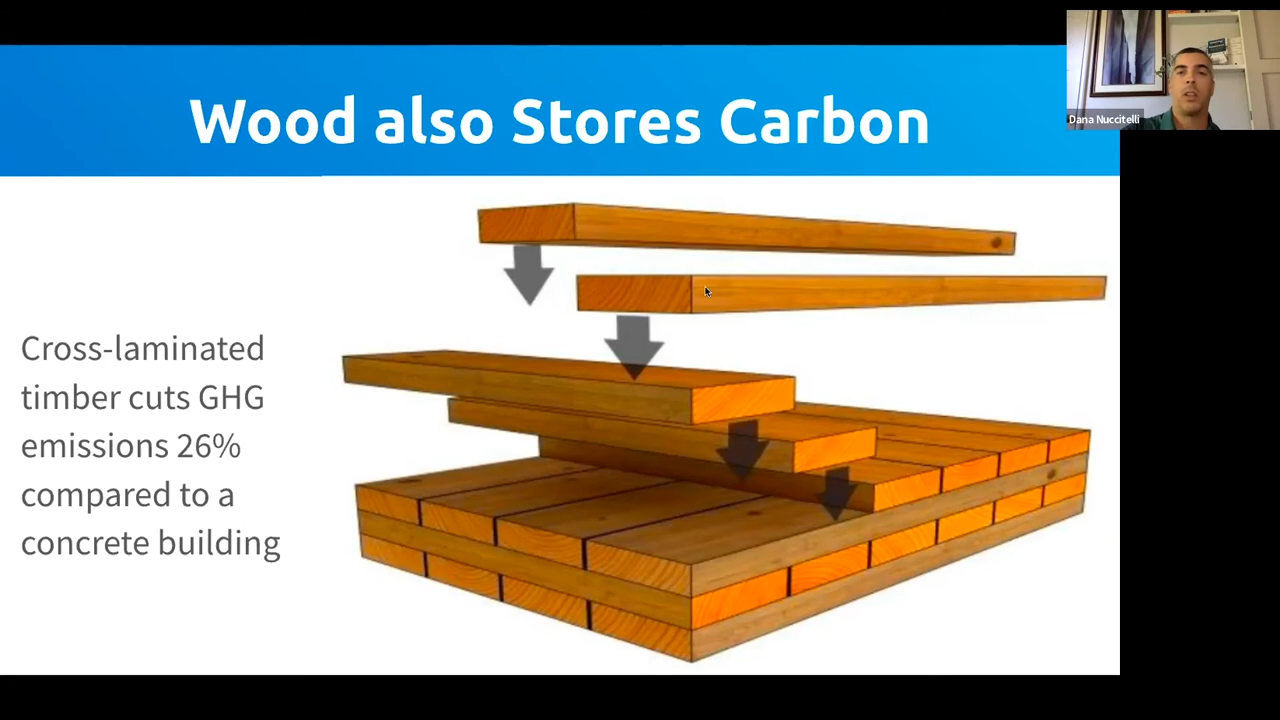 Wood also Stores Carbon
Dana Nuccitelli
Cross-laminated
timber cuts GHG
emissions 26%
compared to a
concrete building